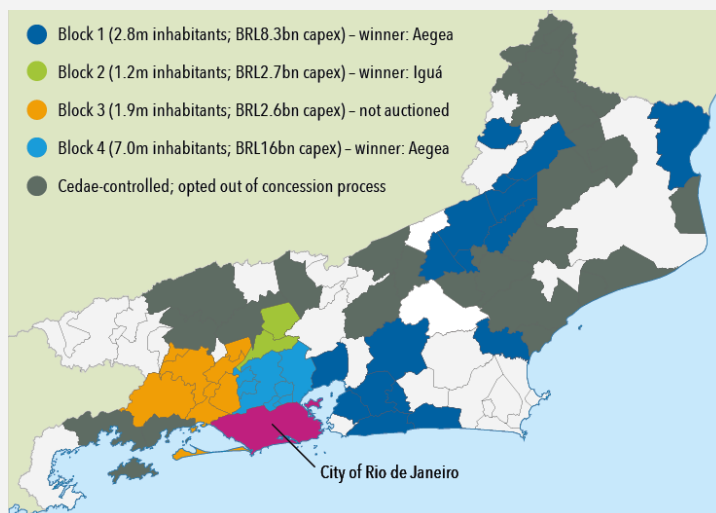 Block 1 (2.8m inhabitants; BRL8.3bn capex) – winner: Aegea
Block 2 (1.2m inhabitants; BRL2.7bn capex) – winner: Iguá
Block 3 (1.9m inhabitants; BRL2.6bn capex) – not auctioned
Block 4 (7.0m inhabitants; BRL16bn capex) – winner: Aegea
Cedae-controlled; opted out of concession process
City of Rio de Janeiro